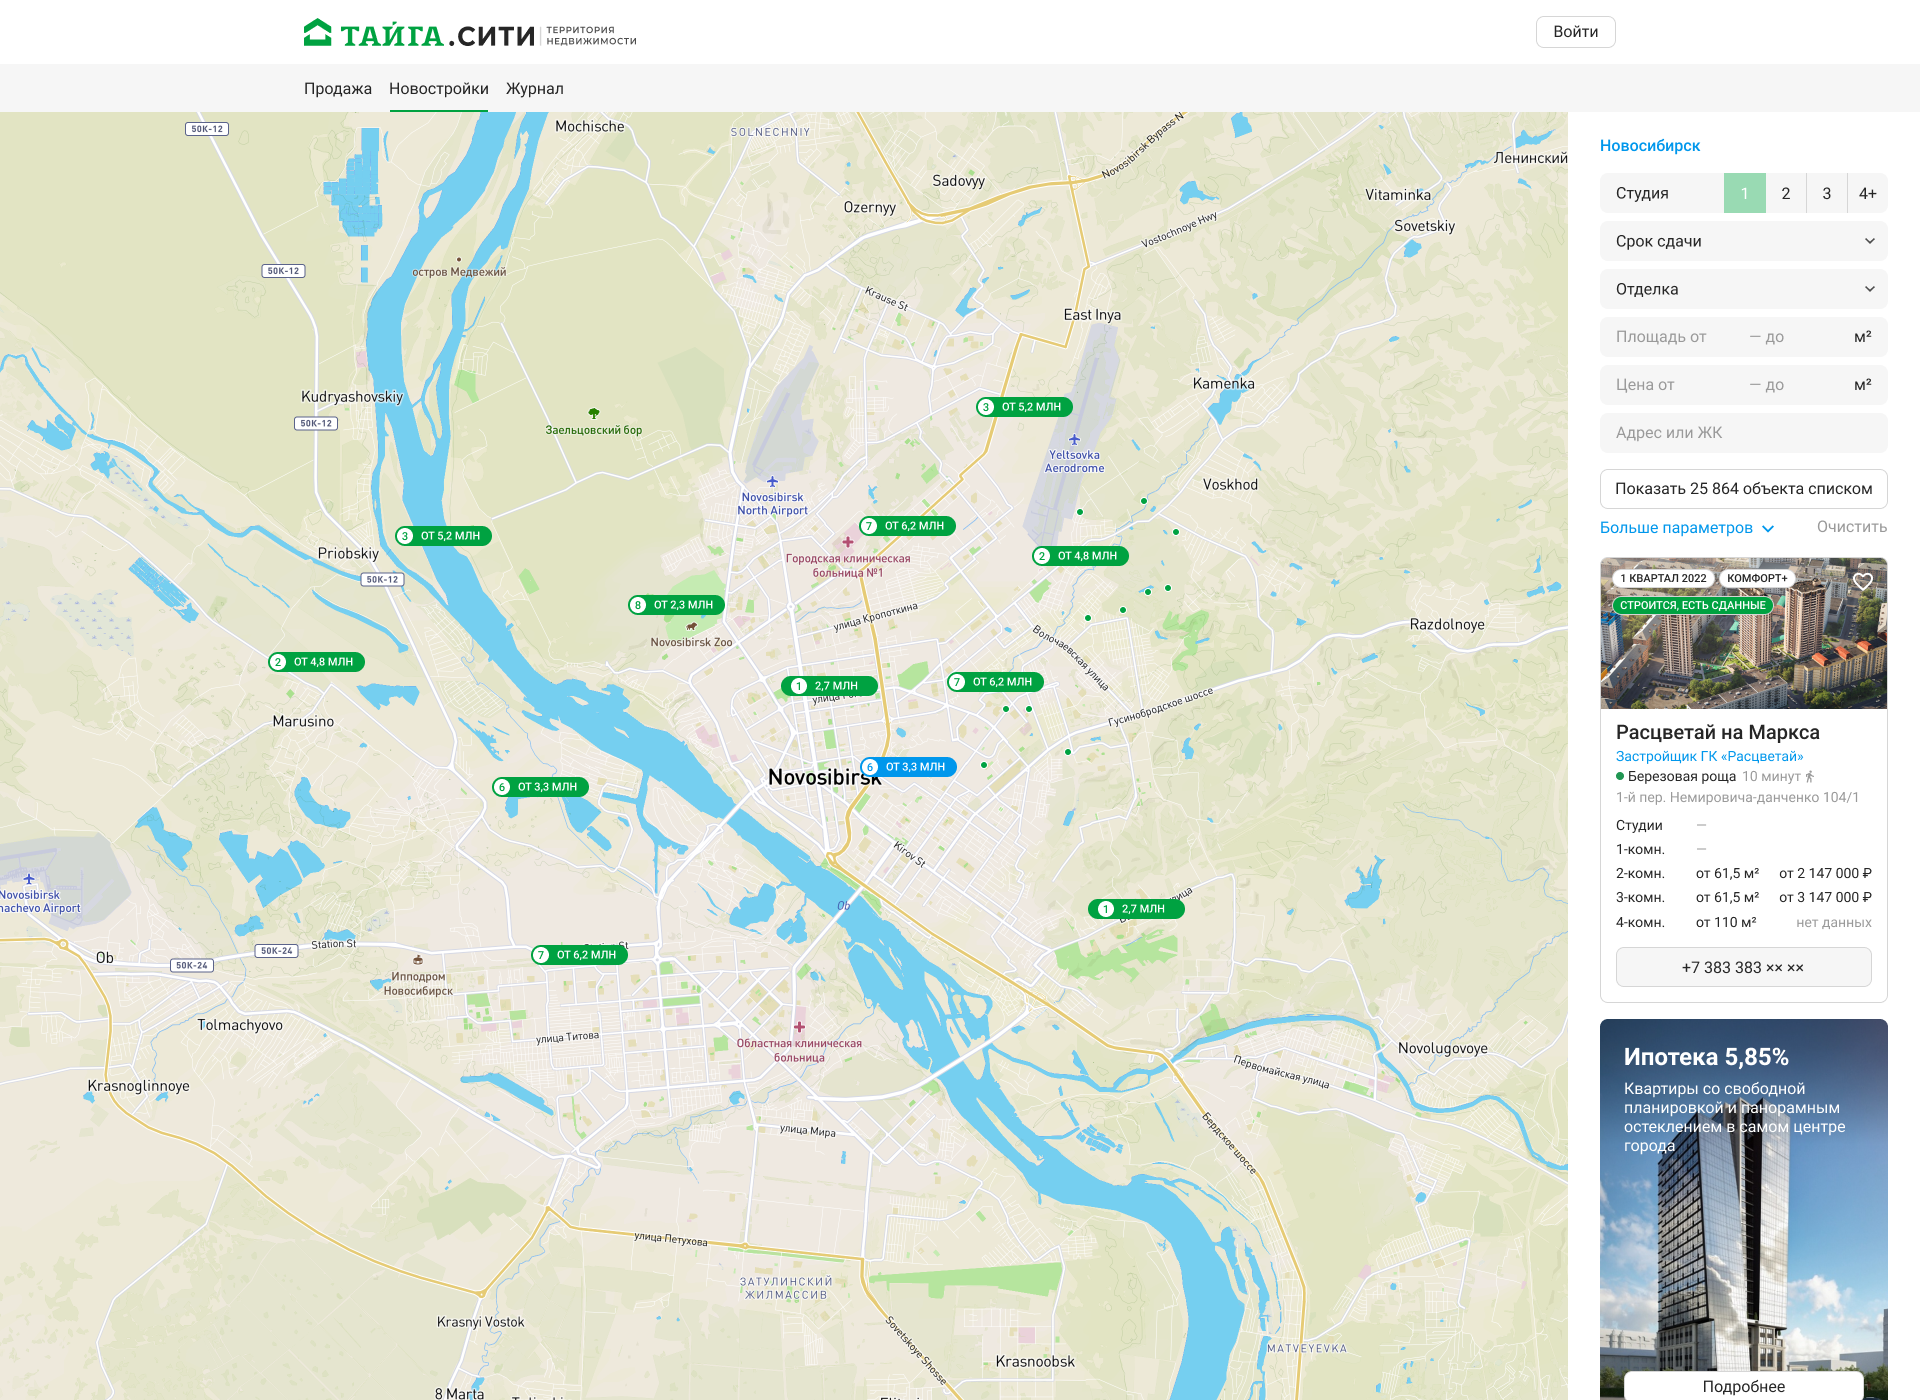 ТАЙГА.СИТИ
ТЕРРИТОРИЯ
НЕДВИЖИМОСТИ
Войти
Продажа
Новостройки
Журнал
50K-12
Mochische
SOLNECHNIY
Novosibirsk Bypass N
Ленинский
Sadovyy
Vitaminka
Ozernyy
Vostochnoye Hwy
Sovetskiy
50K-12
остров Медвежий
Krause St
East Inya
Kudryashovskiy
Kamenka
50K-12
Заельцовский бор
3 ОТ 5,2 МЛН
Yeltsovka
Aerodrome
Voskhod
Novosibirsk
North Airport
3 ОТ 5,2 МЛН
7 ОТ 6,2 МЛН
Priobskiy
Городская клиническая
больница №1
2 ОТ 4,8 МЛН
50K-12
8 ОТ 2,3 МЛН
улица Кропоткина
Novosibirsk Zoo
Волочаевская улица
Razdolnoye
2 ОТ 4,8 МЛН
1 2,7 МЛН
7 ОТ 6,2 МЛН
Гусинобродское шоссе
Marusino
Novosibirsk
6 ОТ 3,3 МЛН
6 ОТ 3,3 МЛН
Kirov St
Novosibirsk
machevo Airport
Ob
1 2,7 МЛН
Station St
50K-24
Ob
50K-24
7 ОТ 6,2 МЛН
Ипподром
Новосибирск
Tolmachyovo
улица Титова
Областная клиническая
больница
Novolugovoye
Первомайская улица
Krasnoglinnoye
улица Мира
Бердское шоссе
улица Петухова
ЗАТУЛИНСКИЙ
ЖИЛМАССИВ
Krasnyi Vostok
Sovetskoye Shosse
MATVEYEVKA
Krasnoobsk
8 Marta
Новосибирск
Студия 1 2 3 4+
Срок сдачи
Отделка
Площадь от — до м²
Цена от — до м²
Адрес или ЖК
Показать 25 864 объекта списком
Больше параметров Очистить
1 КВАРТАЛ 2022 КОМФОРТ+
СТРОИТСЯ, ЕСТЬ СДАННЫЕ
Расцветай на Маркса
Застройщик ГК «Расцветай»
Березовая роща 10 минут
1-й пер. Немировича-данченко 104/1
Студии —
1-комн. —
2-комн. от 61,5 м² от 2 147 000 ₽
3-комн. от 61,5 м² от 3 147 000 ₽
4-комн. от 110 м² нет данных
+7 383 383 ×× ××
Ипотека 5,85%
Квартиры со свободной
планировкой и панорамным
остеклением в самом центре
города
Подробнее